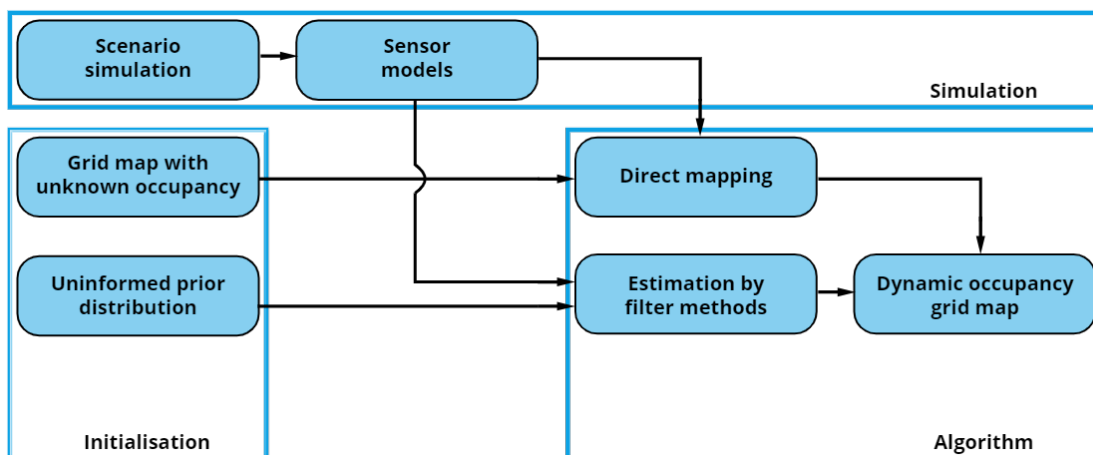 Scenario
simulation
Sensor
models
Simulation
Grid map with
unknown occupancy
Direct mapping
Uninformed prior
distribution
Estimation by
filter methods
Dynamic occupancy
grid map
Initialisation
Algorithm